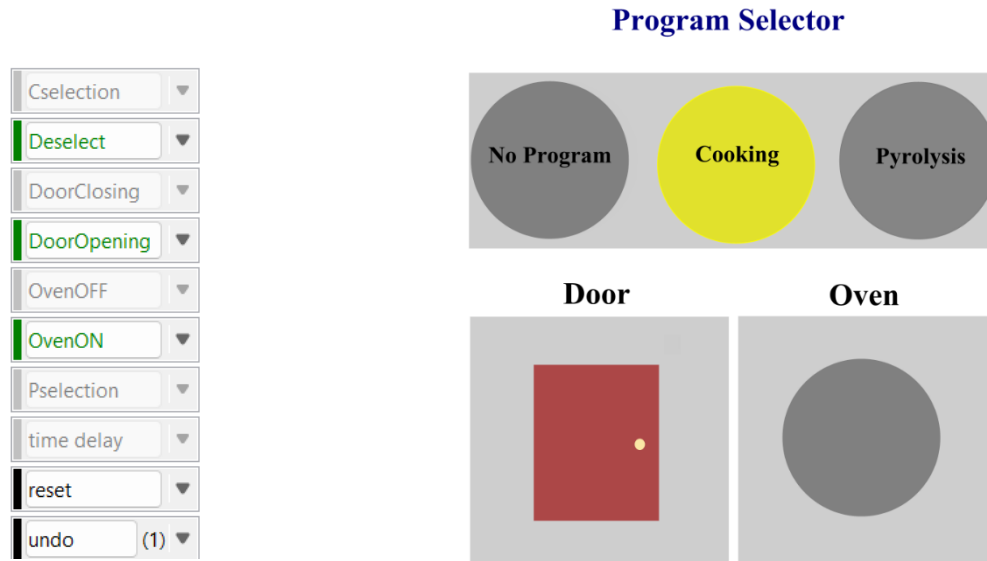 Program Selector
Cselection
Deselect
DoorClosing
DoorOpening
OvenOFF
OvenON
Pselection
time delay
reset
undo (1)
No Program
Cooking
Pyrolysis
Door
Oven